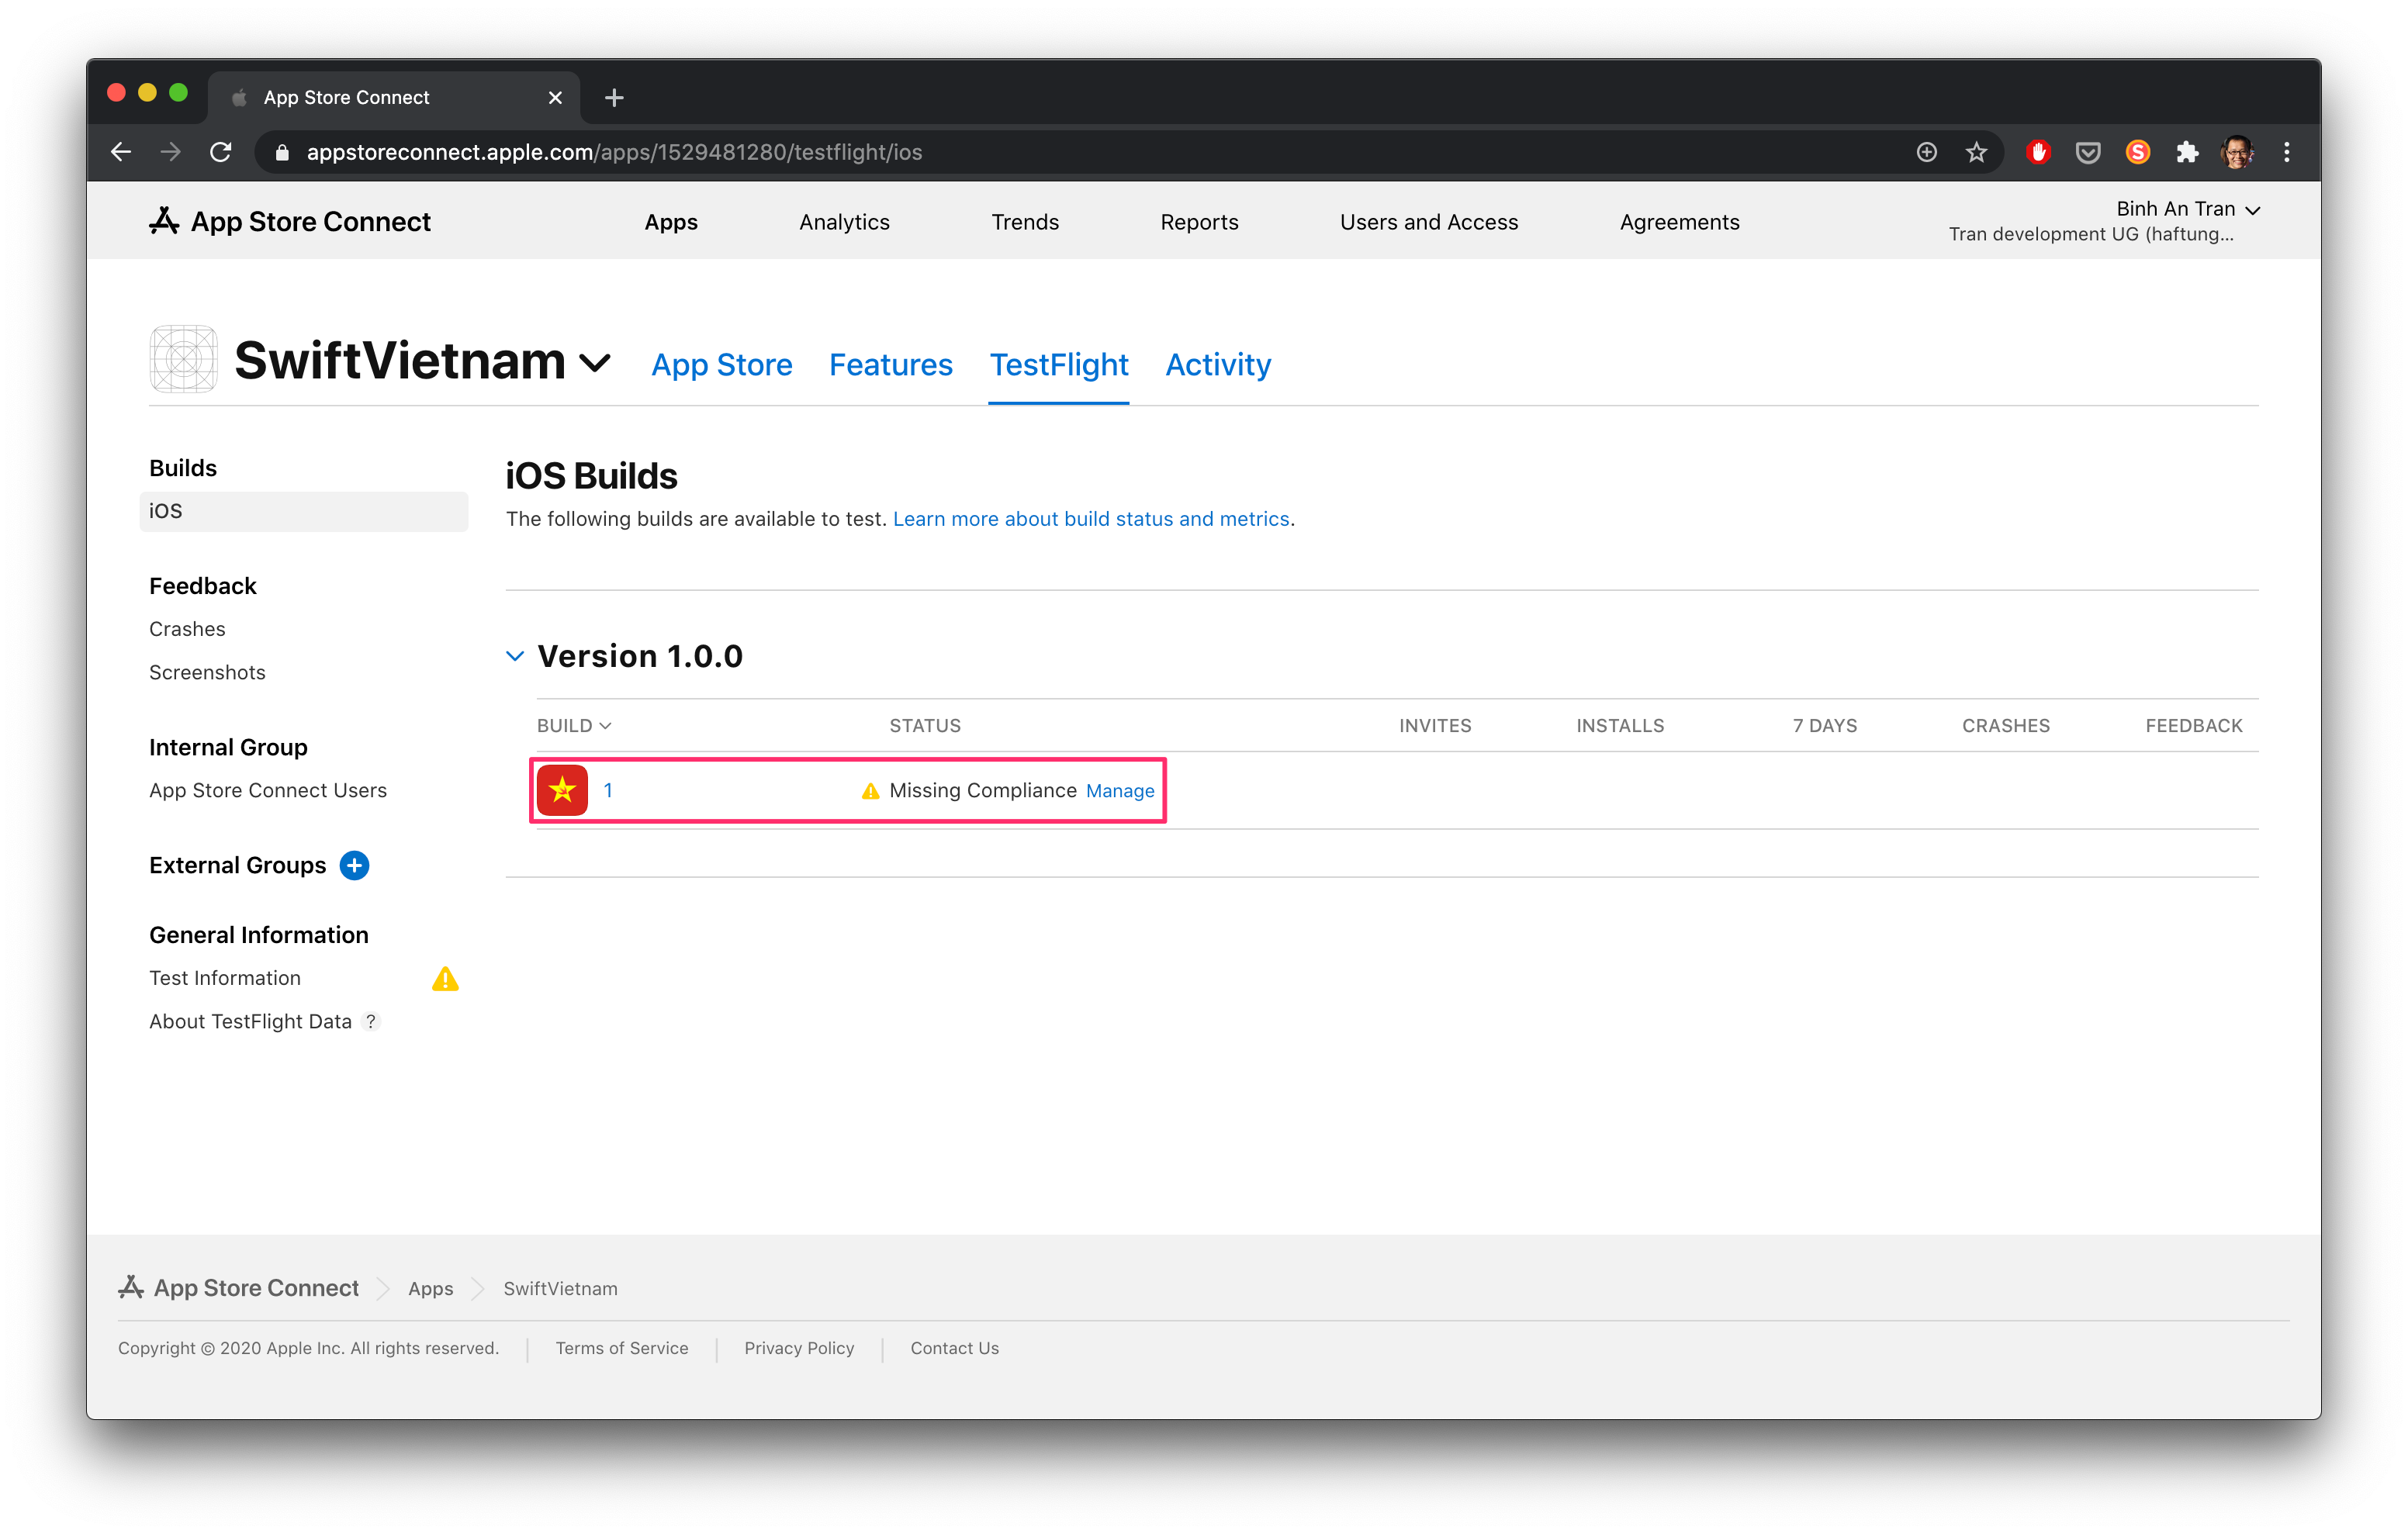 App Store Connect
appstoreconnect.apple.com/apps/1529481280/testflight/ios
S
App Store Connect
Apps
Analytics
Trends
Reports
Users and Access
Agreements
Binh An Tran
Tran development UG (haftung...
SwiftVietnam
App Store
Features
TestFlight
Activity
Builds
iOS
Feedback
Crashes
Screenshots
Internal Group
App Store Connect Users
External Groups
General Information
Test Information
About TestFlight Data ?
iOS Builds
The following builds are available to test. Learn more about build status and metrics.
Version 1.0.0
BUILD STATUS INVITES INSTALLS 7 DAYS CRASHES FEEDBACK
1 Missing Compliance Manage
App Store Connect Apps SwiftVietnam
Copyright © 2020 Apple Inc. All rights reserved. Terms of Service Privacy Policy Contact Us